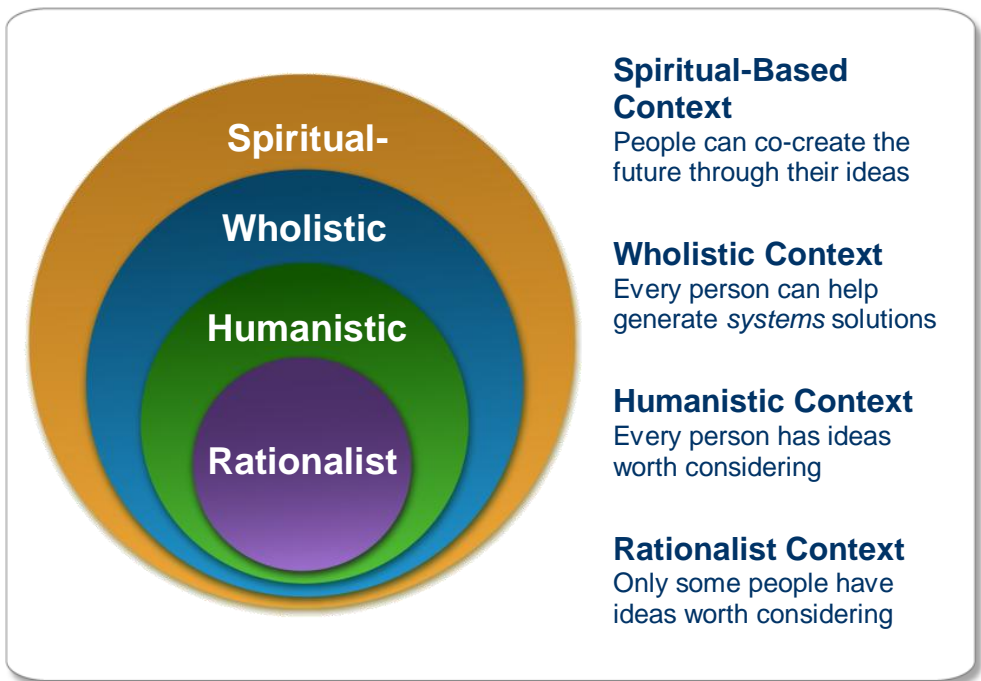 Spiritual-
Wholistic
Humanistic
Rationalist
Spiritual-Based
Context
People can co-create the
future through their ideas
Wholistic Context
Every person can help
generate systems solutions
Humanistic Context
Every person has ideas
worth considering
Rationalist Context
Only some people have
ideas worth considering